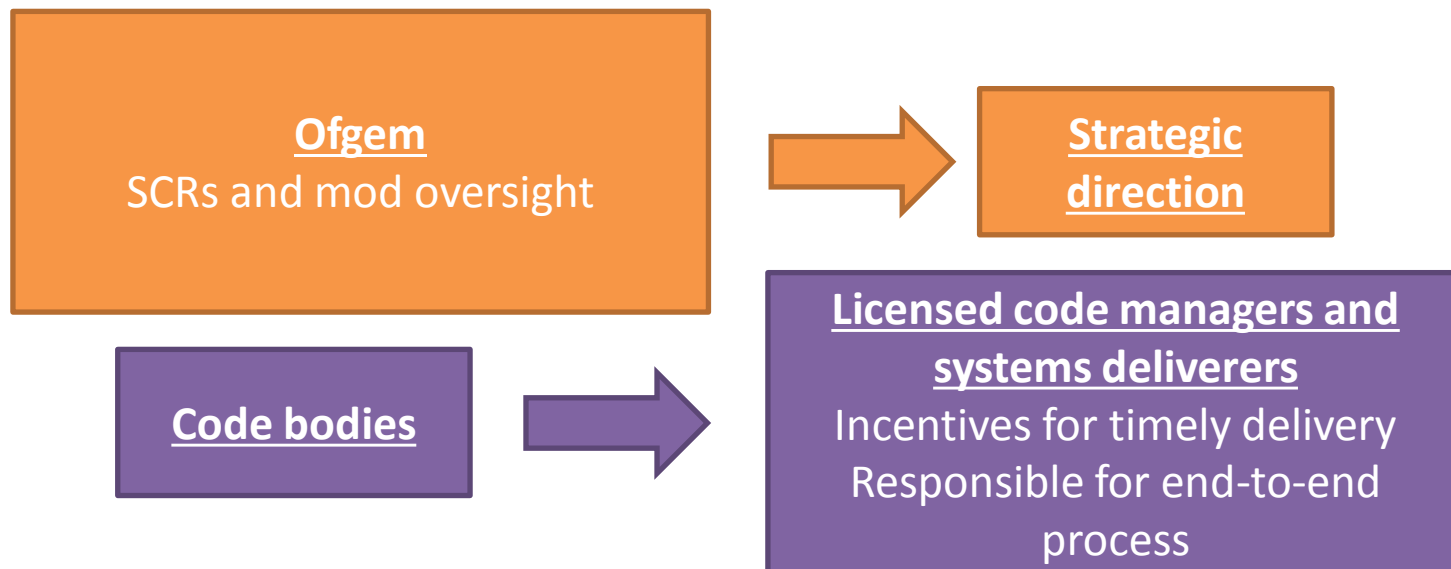 Ofgem
SCRs and mod oversight
Strategic
direction
Code bodies
Licensed code managers and
systems deliverers
Incentives for timely delivery
Responsible for end-to-end
process